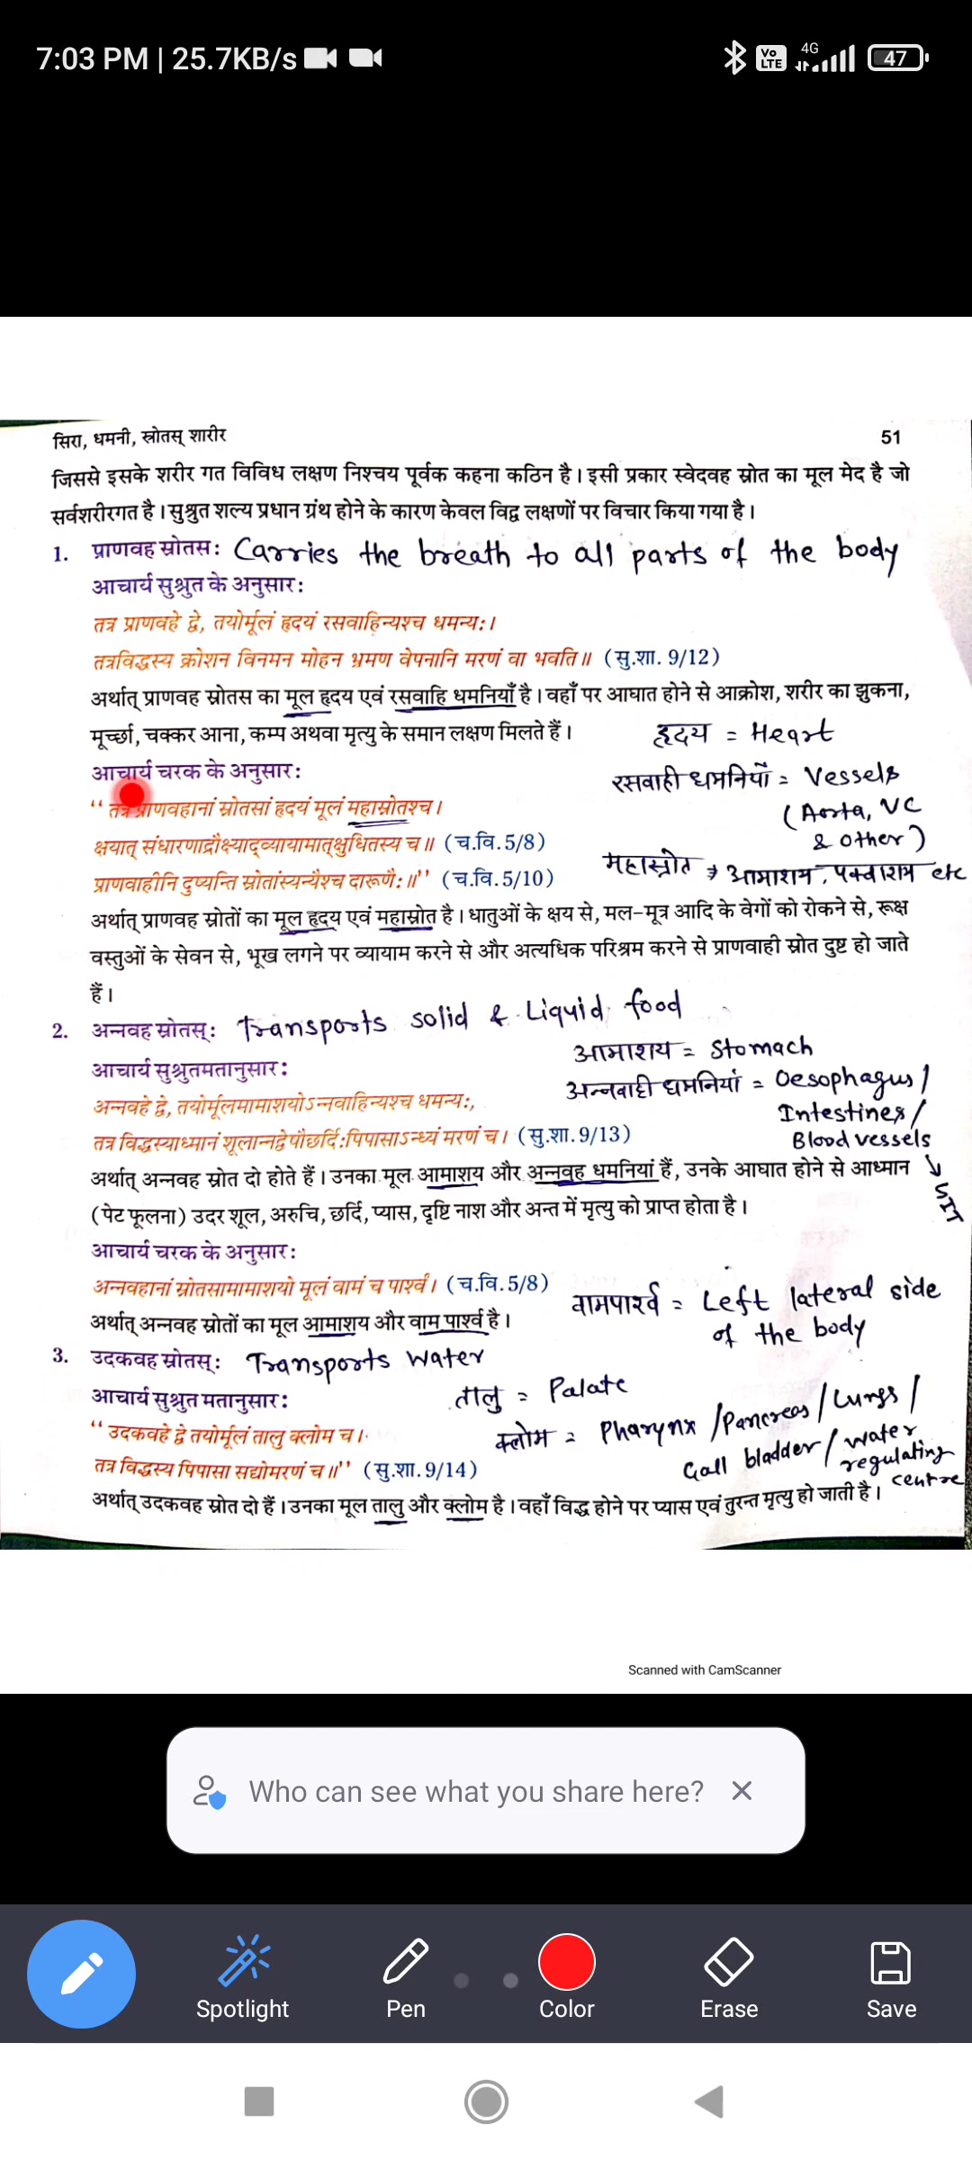 7:03 PM | 25.7KB/s
Vo LTE 4G 47
सिरा, धमनी, स्रोतस् शारीर 51
जिससे इसके शरीर गत विविध लक्षण निश्चय पूर्वक कहना कठिन है। इसी प्रकार स्वेदवह स्रोत का मूल मेद है जो
सर्वशरीरगत है। सुश्रुत शल्य प्रधान ग्रंथ होने के कारण केवल विद्व लक्षणों पर विचार किया गया है।
1. प्राणवह स्रोतस: Carries the breath to all parts of the body
आचार्य सुश्रुत के अनुसार:
तत्र प्राणवहे द्वे, तयोर्मूलं हृदयं रसवाहिन्यश्च धमन्य:।
तत्रविद्धस्य क्रोशन विनमन मोहन भ्रमण वेपनानि मरणं वा भवति॥ (सु.शा. 9/12)
अर्थात् प्राणवह स्रोतस का मूल हृदय एवं रसवाहि धमनियाँ है। वहाँ पर आघात होने से आक्रोश, शरीर का झुकना,
मूर्च्छा, चक्कर आना, कम्प अथवा मृत्यु के समान लक्षण मिलते हैं।
हृदय = Heart
आचार्य चरक के अनुसार:
रसवाही धमनियाँ = Vessels
(Aorta, VC
& other)
"तत्र प्राणवहानां स्रोतसां हृदयं मूलं महास्रोतश्च।
क्षयात् संधारणाद्रौक्ष्याद्व्यायामात्क्षुधितस्य च॥ (च.वि. 5/8)
महास्रोत → आमाशय, पक्वाशय etc
प्राणवाहीनि दुष्यन्ति स्रोतांस्यन्यैश्च दारूणै:॥" (च.वि. 5/10)
अर्थात् प्राणवह स्रोतों का मूल हृदय एवं महास्रोत है। धातुओं के क्षय से, मल-मूत्र आदि के वेगों को रोकने से, रूक्ष
वस्तुओं के सेवन से, भूख लगने पर व्यायाम करने से और अत्यधिक परिश्रम करने से प्राणवाही स्रोत दुष्ट हो जाते
हैं।
2. अन्नवह स्रोतस्: Transports solid & Liquid food
आमाशय = Stomach
आचार्य सुश्रुतमतानुसार:
अन्नवाही धमनियां = Oesophagus/
Intestines/
Blood vessels
↓ SIT
अन्नवहे द्वे, तयोर्मूलमामाशयोऽन्नवाहिन्यश्च धमन्य:,
तत्र विद्धस्याध्मानं शूलान्नद्वेषौछर्दि:पिपासाऽन्ध्यं मरणं च। (सु.शा. 9/13)
अर्थात् अन्नवह स्रोत दो होते हैं। उनका मूल आमाशय और अन्नवह धमनियां हैं, उनके आघात होने से आध्मान
(पेट फूलना) उदर शूल, अरुचि, छर्दि, प्यास, दृष्टि नाश और अन्त में मृत्यु को प्राप्त होता है।
आचार्य चरक के अनुसार:
अन्नवहानां स्रोतसामामाशयो मूलं वामं च पार्श्वं। (च.वि. 5/8)
वामपार्श्व = Left lateral side
of the body
अर्थात् अन्नवह स्रोतों का मूल आमाशय और वाम पार्श्व है।
3. उदकवह स्रोतस्: Transports water
तालु = Palate
आचार्य सुश्रुत मतानुसार:
क्लोम = Pharynx/Pancreas/Lungs/
Gall bladder/water
regulating
centre
"उदकवहे द्वे तयोर्मूलं तालु क्लोम च।
तत्र विद्धस्य पिपासा सद्योमरणं च॥" (सु.शा. 9/14)
अर्थात् उदकवह स्रोत दो हैं। उनका मूल तालु और क्लोम है। वहाँ विद्ध होने पर प्यास एवं तुरन्त मृत्यु हो जाती है।
Scanned with CamScanner
Who can see what you share here?
Spotlight Pen Color Erase Save